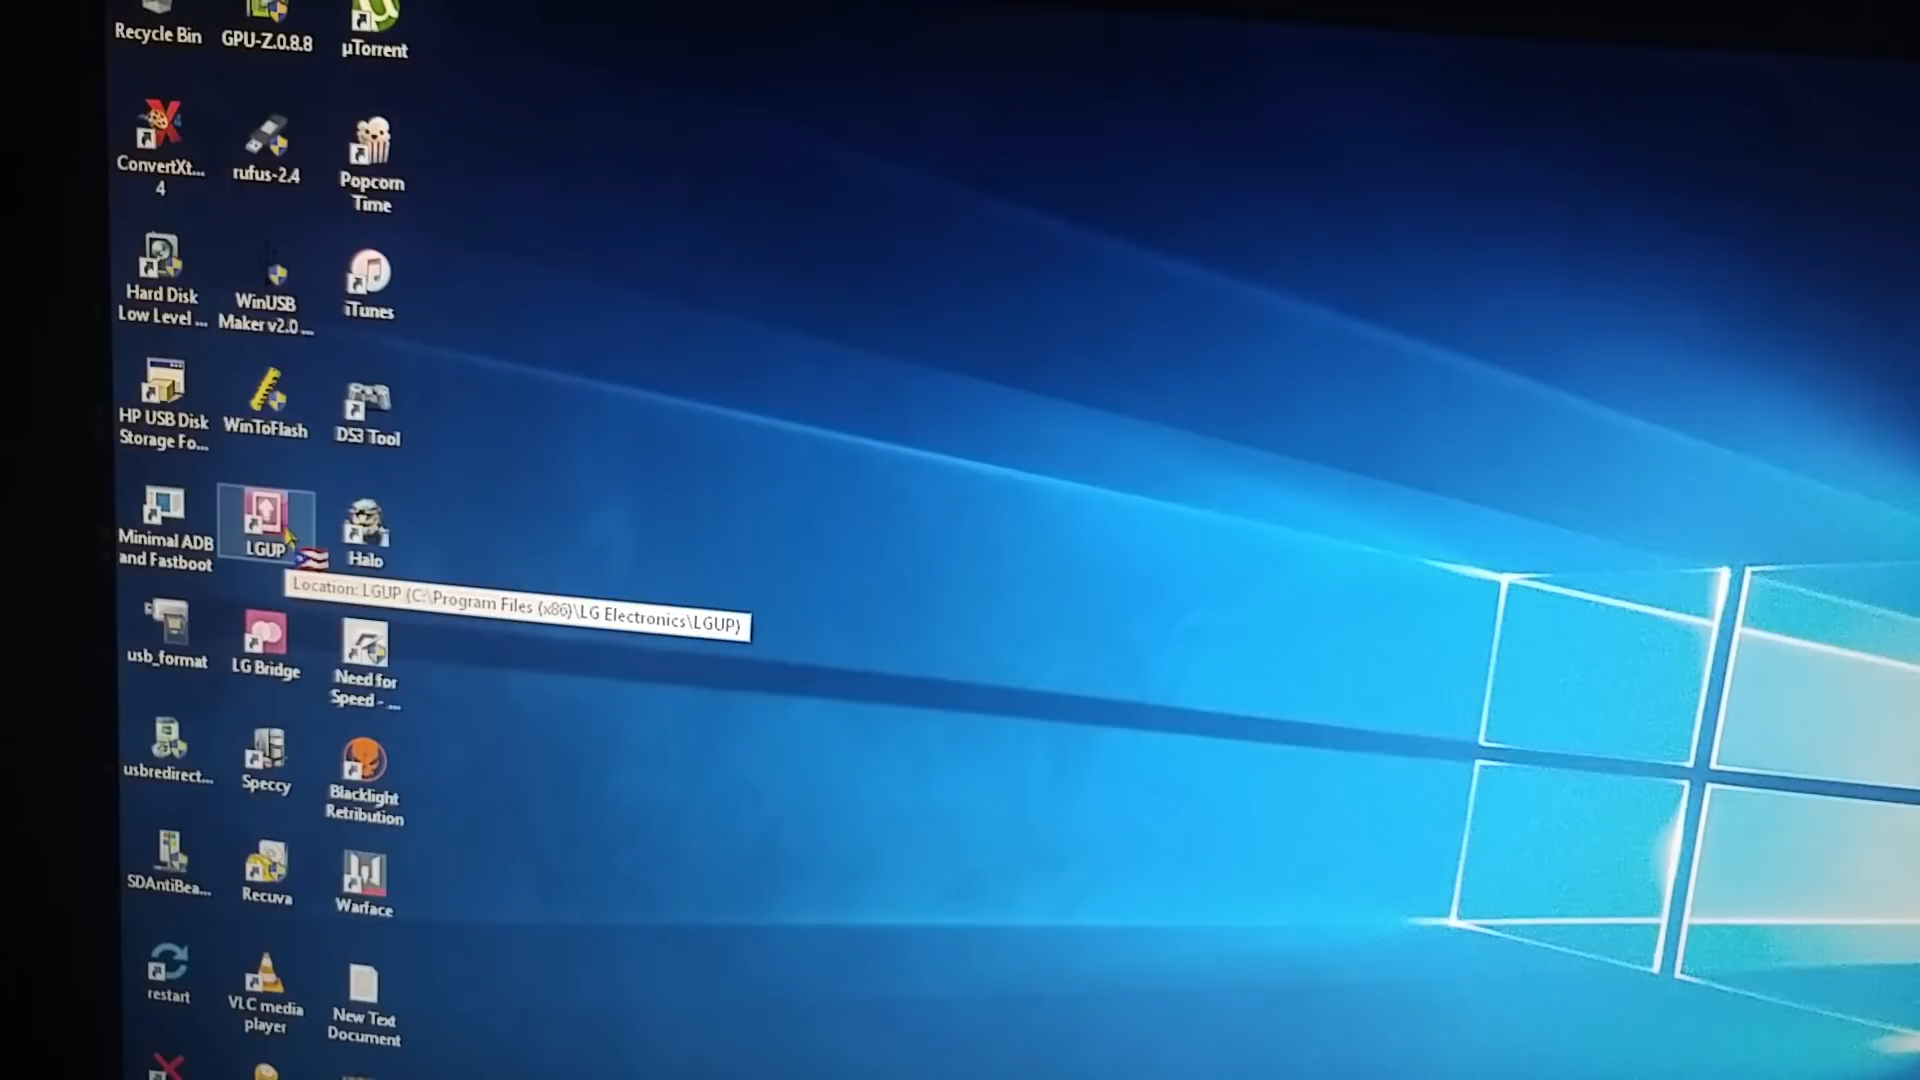 Recycle Bin
GPU-Z.0.8.8
µTorrent
ConvertXt...
4
rufus-2.4
Popcorn
Time
Hard Disk
Low Level ...
WinUSB
Maker v2.0 ...
iTunes
HP USB Disk
Storage Fo...
WinToFlash
DS3 Tool
Minimal ADB
and Fastboot
LGUP
Halo
Location: LGUP (C:\Program Files (x86)\LG Electronics\LGUP)
usb_format
LG Bridge
Need for
Speed - ...
usbredirect...
Speccy
Blacklight
Retribution
SDAntiBea...
Recuva
Warface
restart
VLC media
player
New Text
Document